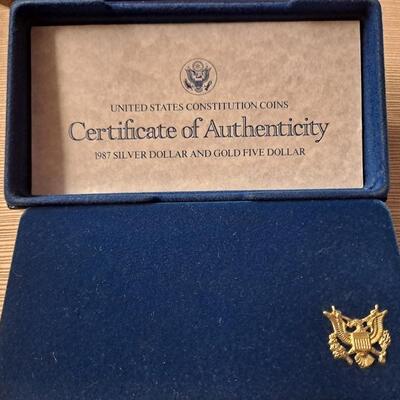 UNITED STATES CONSTITUTION COINS
Certificate of Authenticity
1987 SILVER DOLLAR AND GOLD FIVE DOLLAR